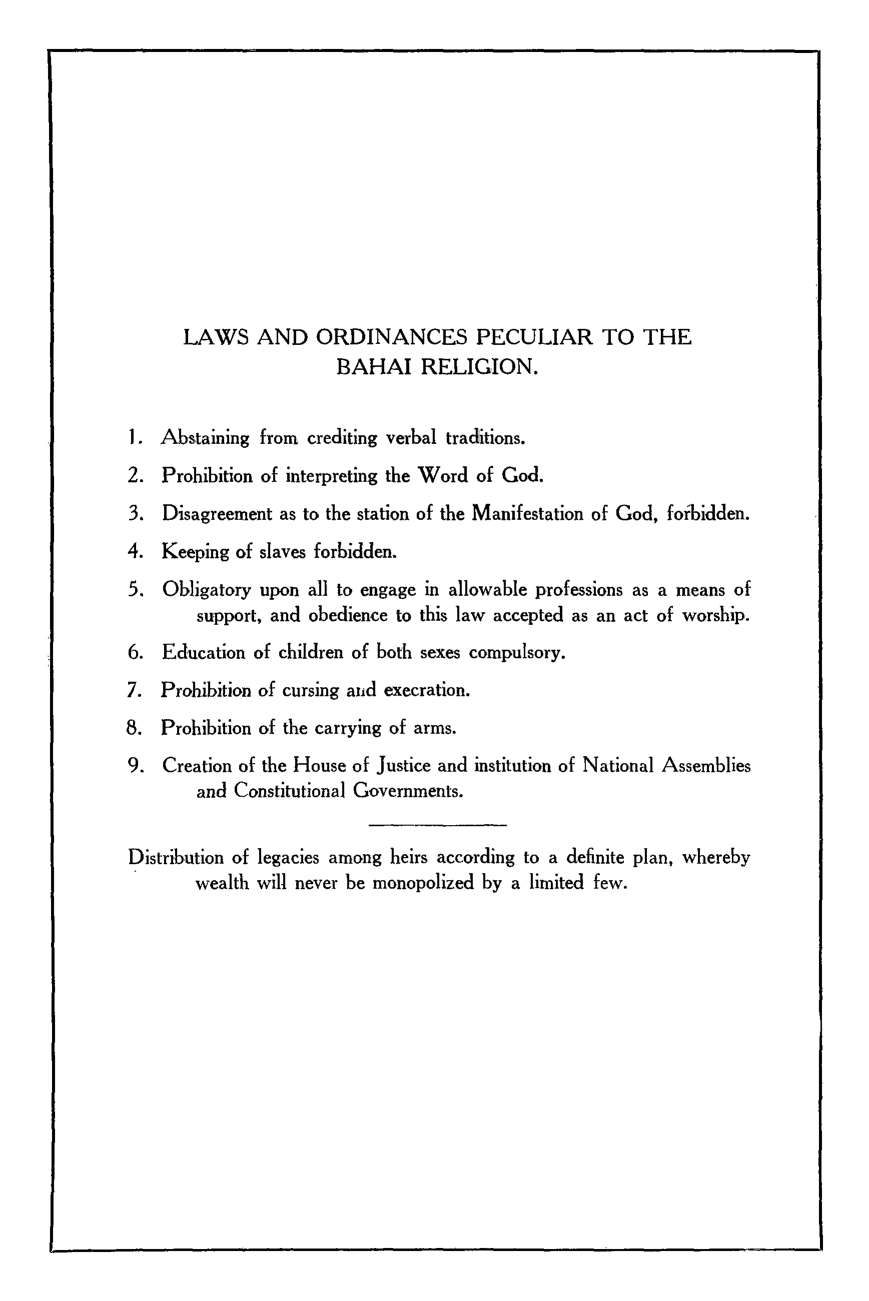 LAWS AND ORDINANCES PECULIAR TO THE
BAHAI RELIGION.
1. Abstaining from crediting verbal traditions.
2. Prohibition of interpreting the Word of God.
3. Disagreement as to the station of the Manifestation of God, forbidden.
4. Keeping of slaves forbidden.
5. Obligatory upon all to engage in allowable professions as a means of
support, and obedience to this law accepted as an act of worship.
6. Education of children of both sexes compulsory.
7. Prohibition of cursing and execration.
8. Prohibition of the carrying of arms.
9. Creation of the House of Justice and institution of National Assemblies
and Constitutional Governments.
Distribution of legacies among heirs according to a definite plan, whereby
wealth will never be monopolized by a limited few.